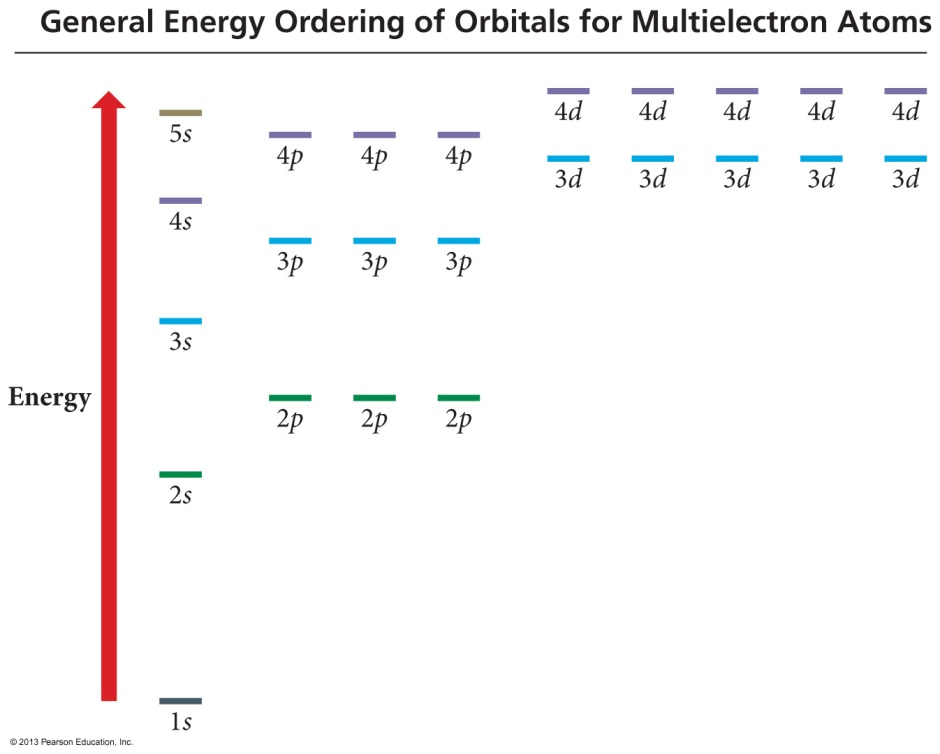 General Energy Ordering of Orbitals for Multielectron Atoms
4d 4d 4d 4d 4d
5s
4p 4p 4p
3d 3d 3d 3d 3d
4s
3p 3p 3p
3s
Energy
2p 2p 2p
2s
1s
© 2013 Pearson Education, Inc.